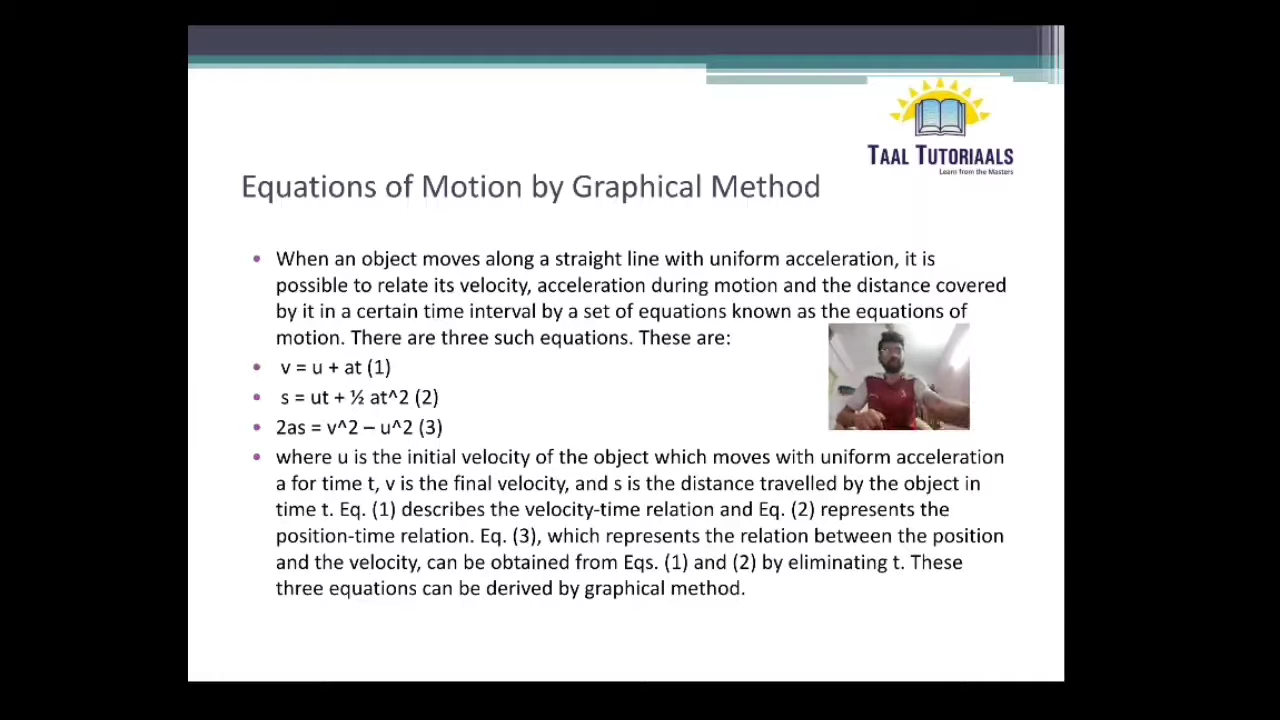 TAAL TUTORIAALS
Learn from the Masters
Equations of Motion by Graphical Method
• When an object moves along a straight line with uniform acceleration, it is
possible to relate its velocity, acceleration during motion and the distance covered
by it in a certain time interval by a set of equations known as the equations of
motion. There are three such equations. These are:
• v = u + at (1)
• s = ut + ½ at^2 (2)
• 2as = v^2 – u^2 (3)
• where u is the initial velocity of the object which moves with uniform acceleration
a for time t, v is the final velocity, and s is the distance travelled by the object in
time t. Eq. (1) describes the velocity-time relation and Eq. (2) represents the
position-time relation. Eq. (3), which represents the relation between the position
and the velocity, can be obtained from Eqs. (1) and (2) by eliminating t. These
three equations can be derived by graphical method.